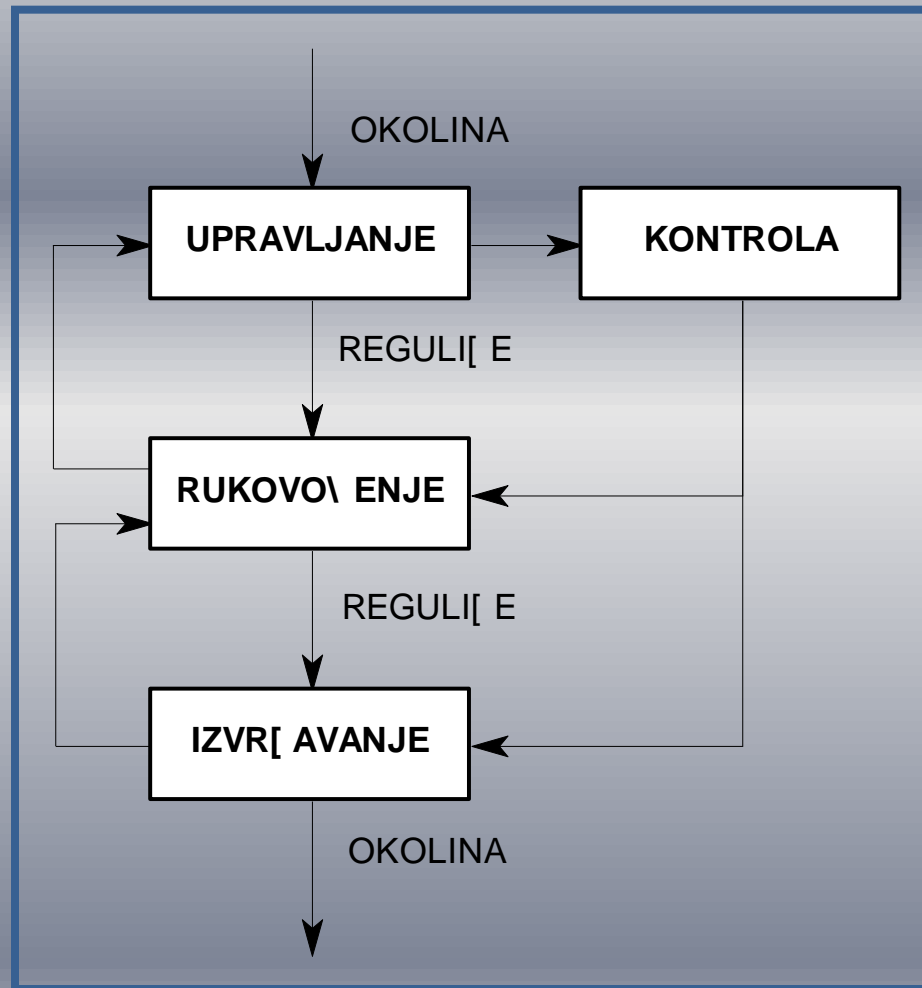 OKOLINA
UPRAVLJANJE
KONTROLA
REGULI[ E
RUKOVO\ ENJE
REGULI[ E
IZVR[ AVANJE
OKOLINA